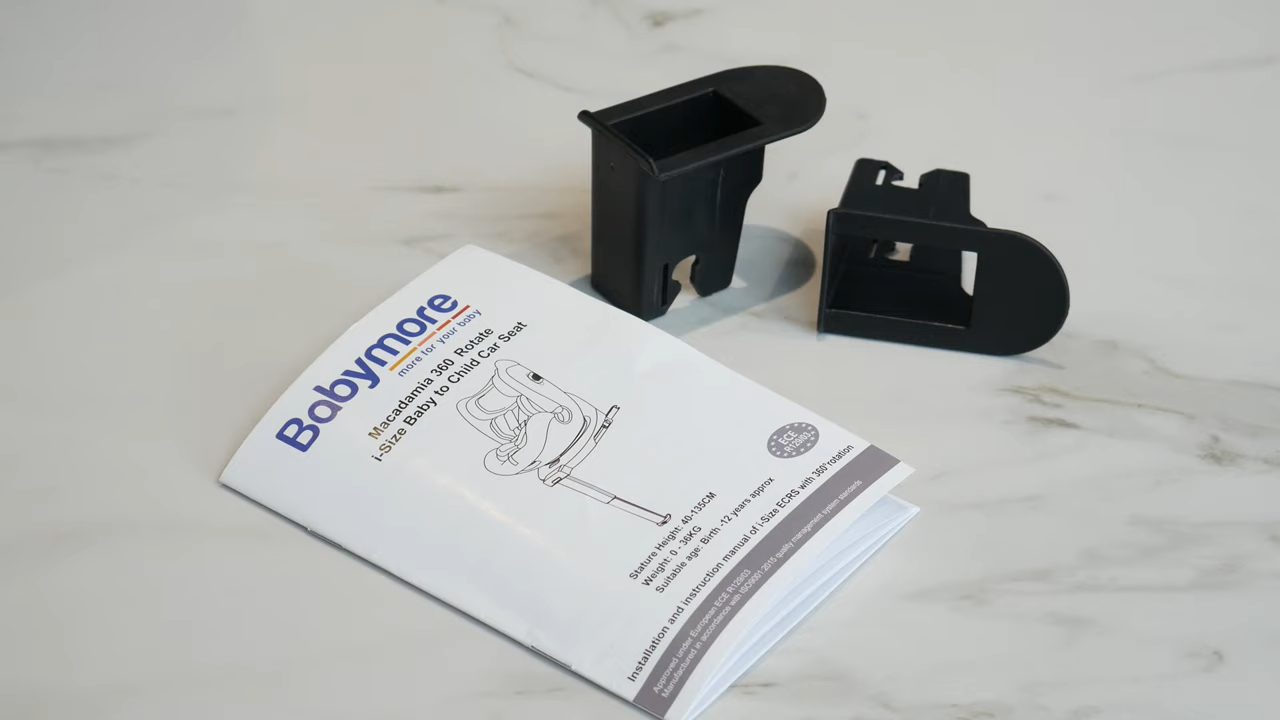 Babymore
more for your baby
Macadamia 360 Rotate
i-Size Baby to Child Car Seat
ECE
R129/03
Stature Height: 40-135CM
Weight: 0 - 36KG
Suitable age: Birth -12 years approx
Installation and instruction manual of i-Size ECRS with 360°rotation
Approved under European ECE R129/03
Manufactured in accordance with ISO9001:2015 quality management system standards